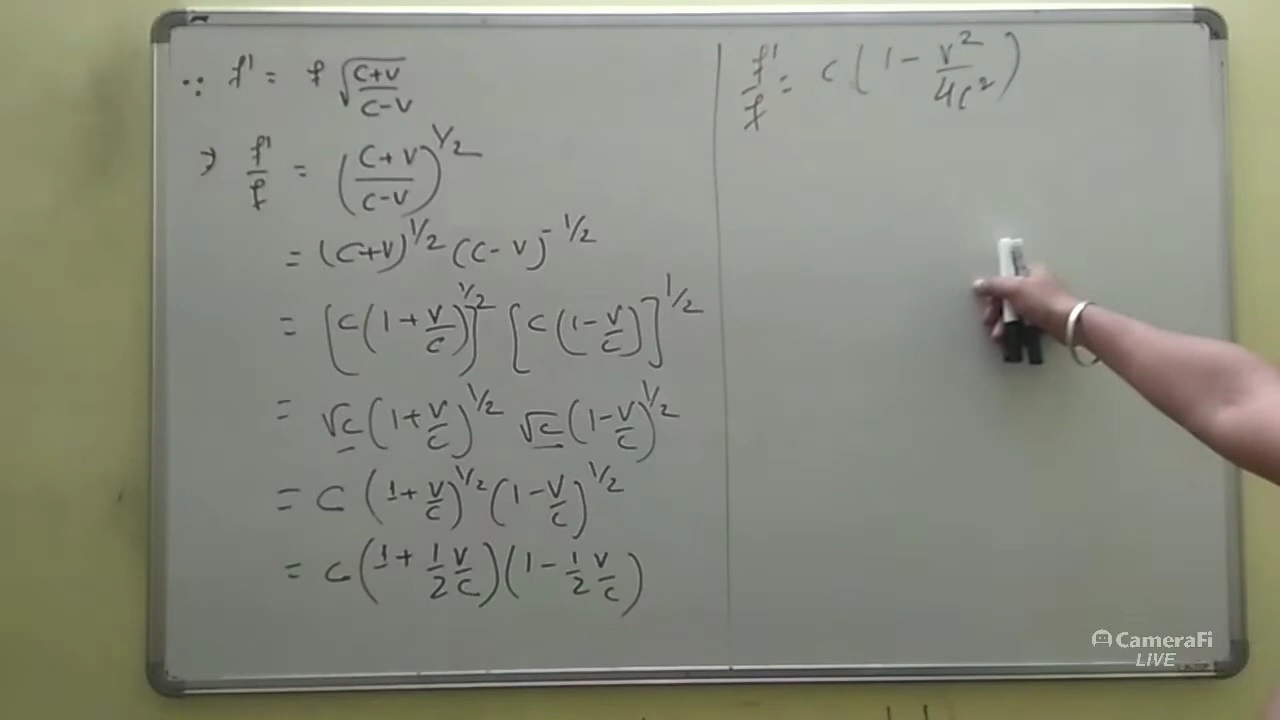 ∴ f' = f √((C+V)/(C-V))
⇒ f'/f = ((C+V)/(C-V))^1/2
= (C+V)^1/2 (C-V)^-1/2
= [C(1+V/C)]^1/2 [C(1-V/C)]^1/2
= √C(1+V/C)^1/2 √C(1-V/C)^1/2
= C(1+V/C)^1/2 (1-V/C)^1/2
= C(1+1/2 V/C)(1-1/2 V/C)
f'/f = C(1-V²/4C²)
CameraFi
LIVE